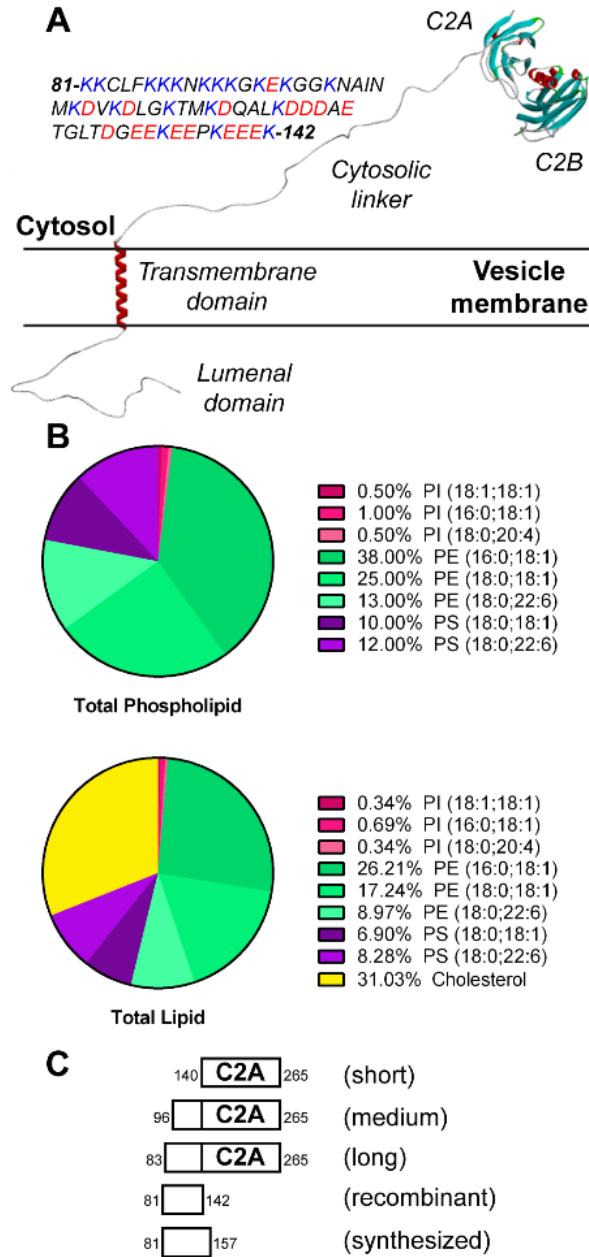 A
C2A
81-KKCLFKKKNKKKGKEKGGKNAIN
MKDVKDLGKTMKDQALKDDDAE
TGLTDGEEKEEPKEEEK-142
C2B
Cytosolic
linker
Cytosol
Transmembrane
domain
Vesicle
membrane
Lumenal
domain
B
0.50% PI (18:1;18:1)
1.00% PI (16:0;18:1)
0.50% PI (18:0;20:4)
38.00% PE (16:0;18:1)
25.00% PE (18:0;18:1)
13.00% PE (18:0;22:6)
10.00% PS (18:0;18:1)
12.00% PS (18:0;22:6)
Total Phospholipid
0.34% PI (18:1;18:1)
0.69% PI (16:0;18:1)
0.34% PI (18:0;20:4)
26.21% PE (16:0;18:1)
17.24% PE (18:0;18:1)
8.97% PE (18:0;22:6)
6.90% PS (18:0;18:1)
8.28% PS (18:0;22:6)
31.03% Cholesterol
Total Lipid
C
140 C2A 265 (short)
96 C2A 265 (medium)
83 C2A 265 (long)
81 142 (recombinant)
81 157 (synthesized)